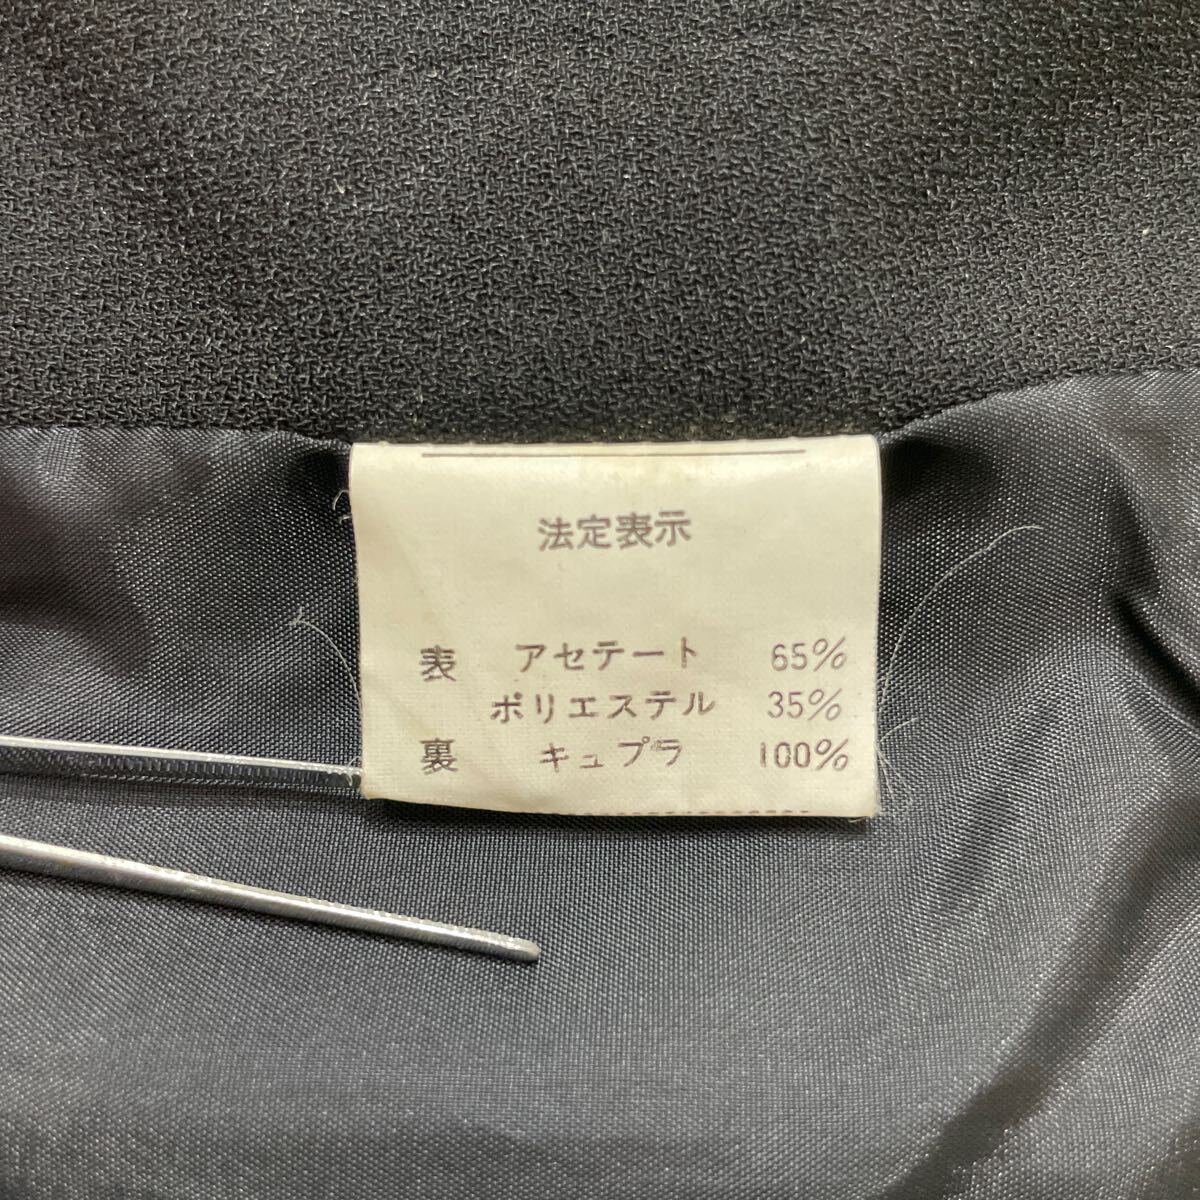 法定表示
表 アセテート 65%
ポリエステル 35%
裏 キュプラ 100%